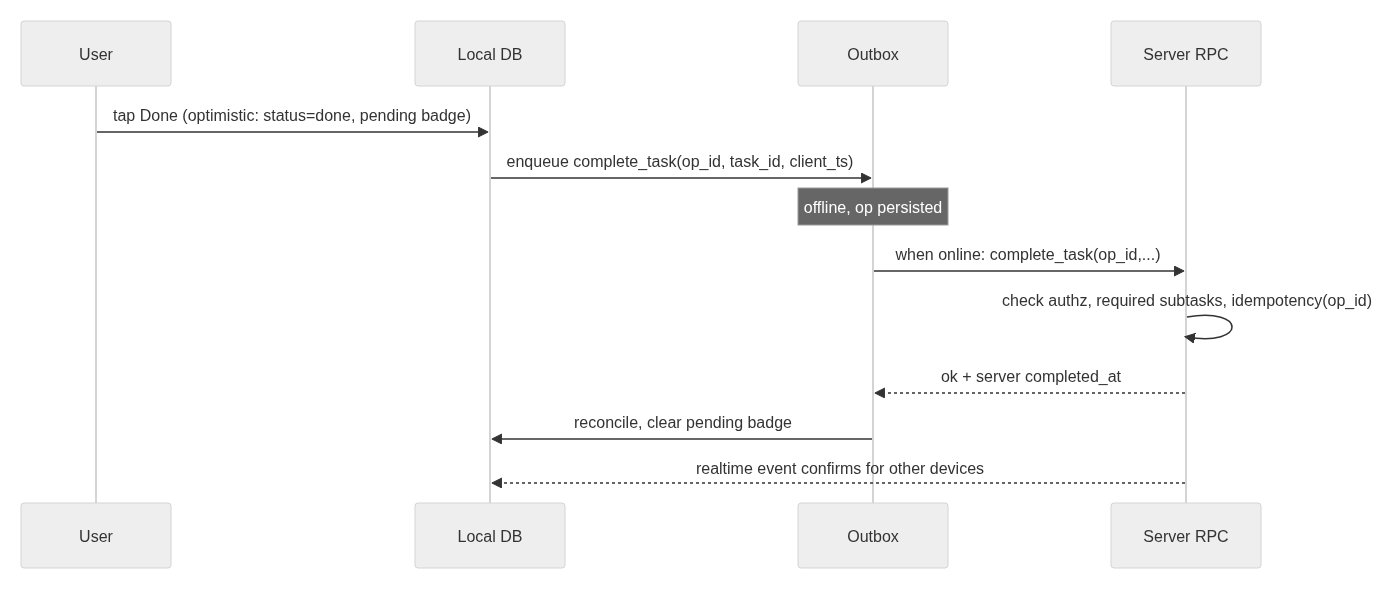 User
Local DB
Outbox
Server RPC
tap Done (optimistic: status=done, pending badge)
enqueue complete_task(op_id, task_id, client_ts)
offline, op persisted
when online: complete_task(op_id,...)
check authz, required subtasks, idempotency(op_id)
ok + server completed_at
reconcile, clear pending badge
realtime event confirms for other devices
User
Local DB
Outbox
Server RPC